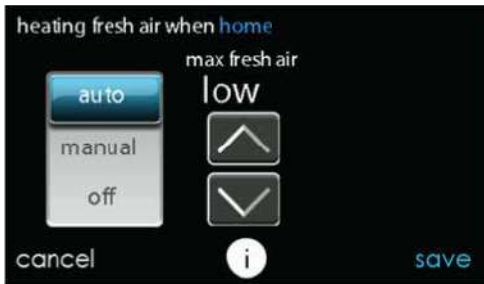 heating fresh air when home
max fresh air
low
auto
manual
off
cancel
i
save